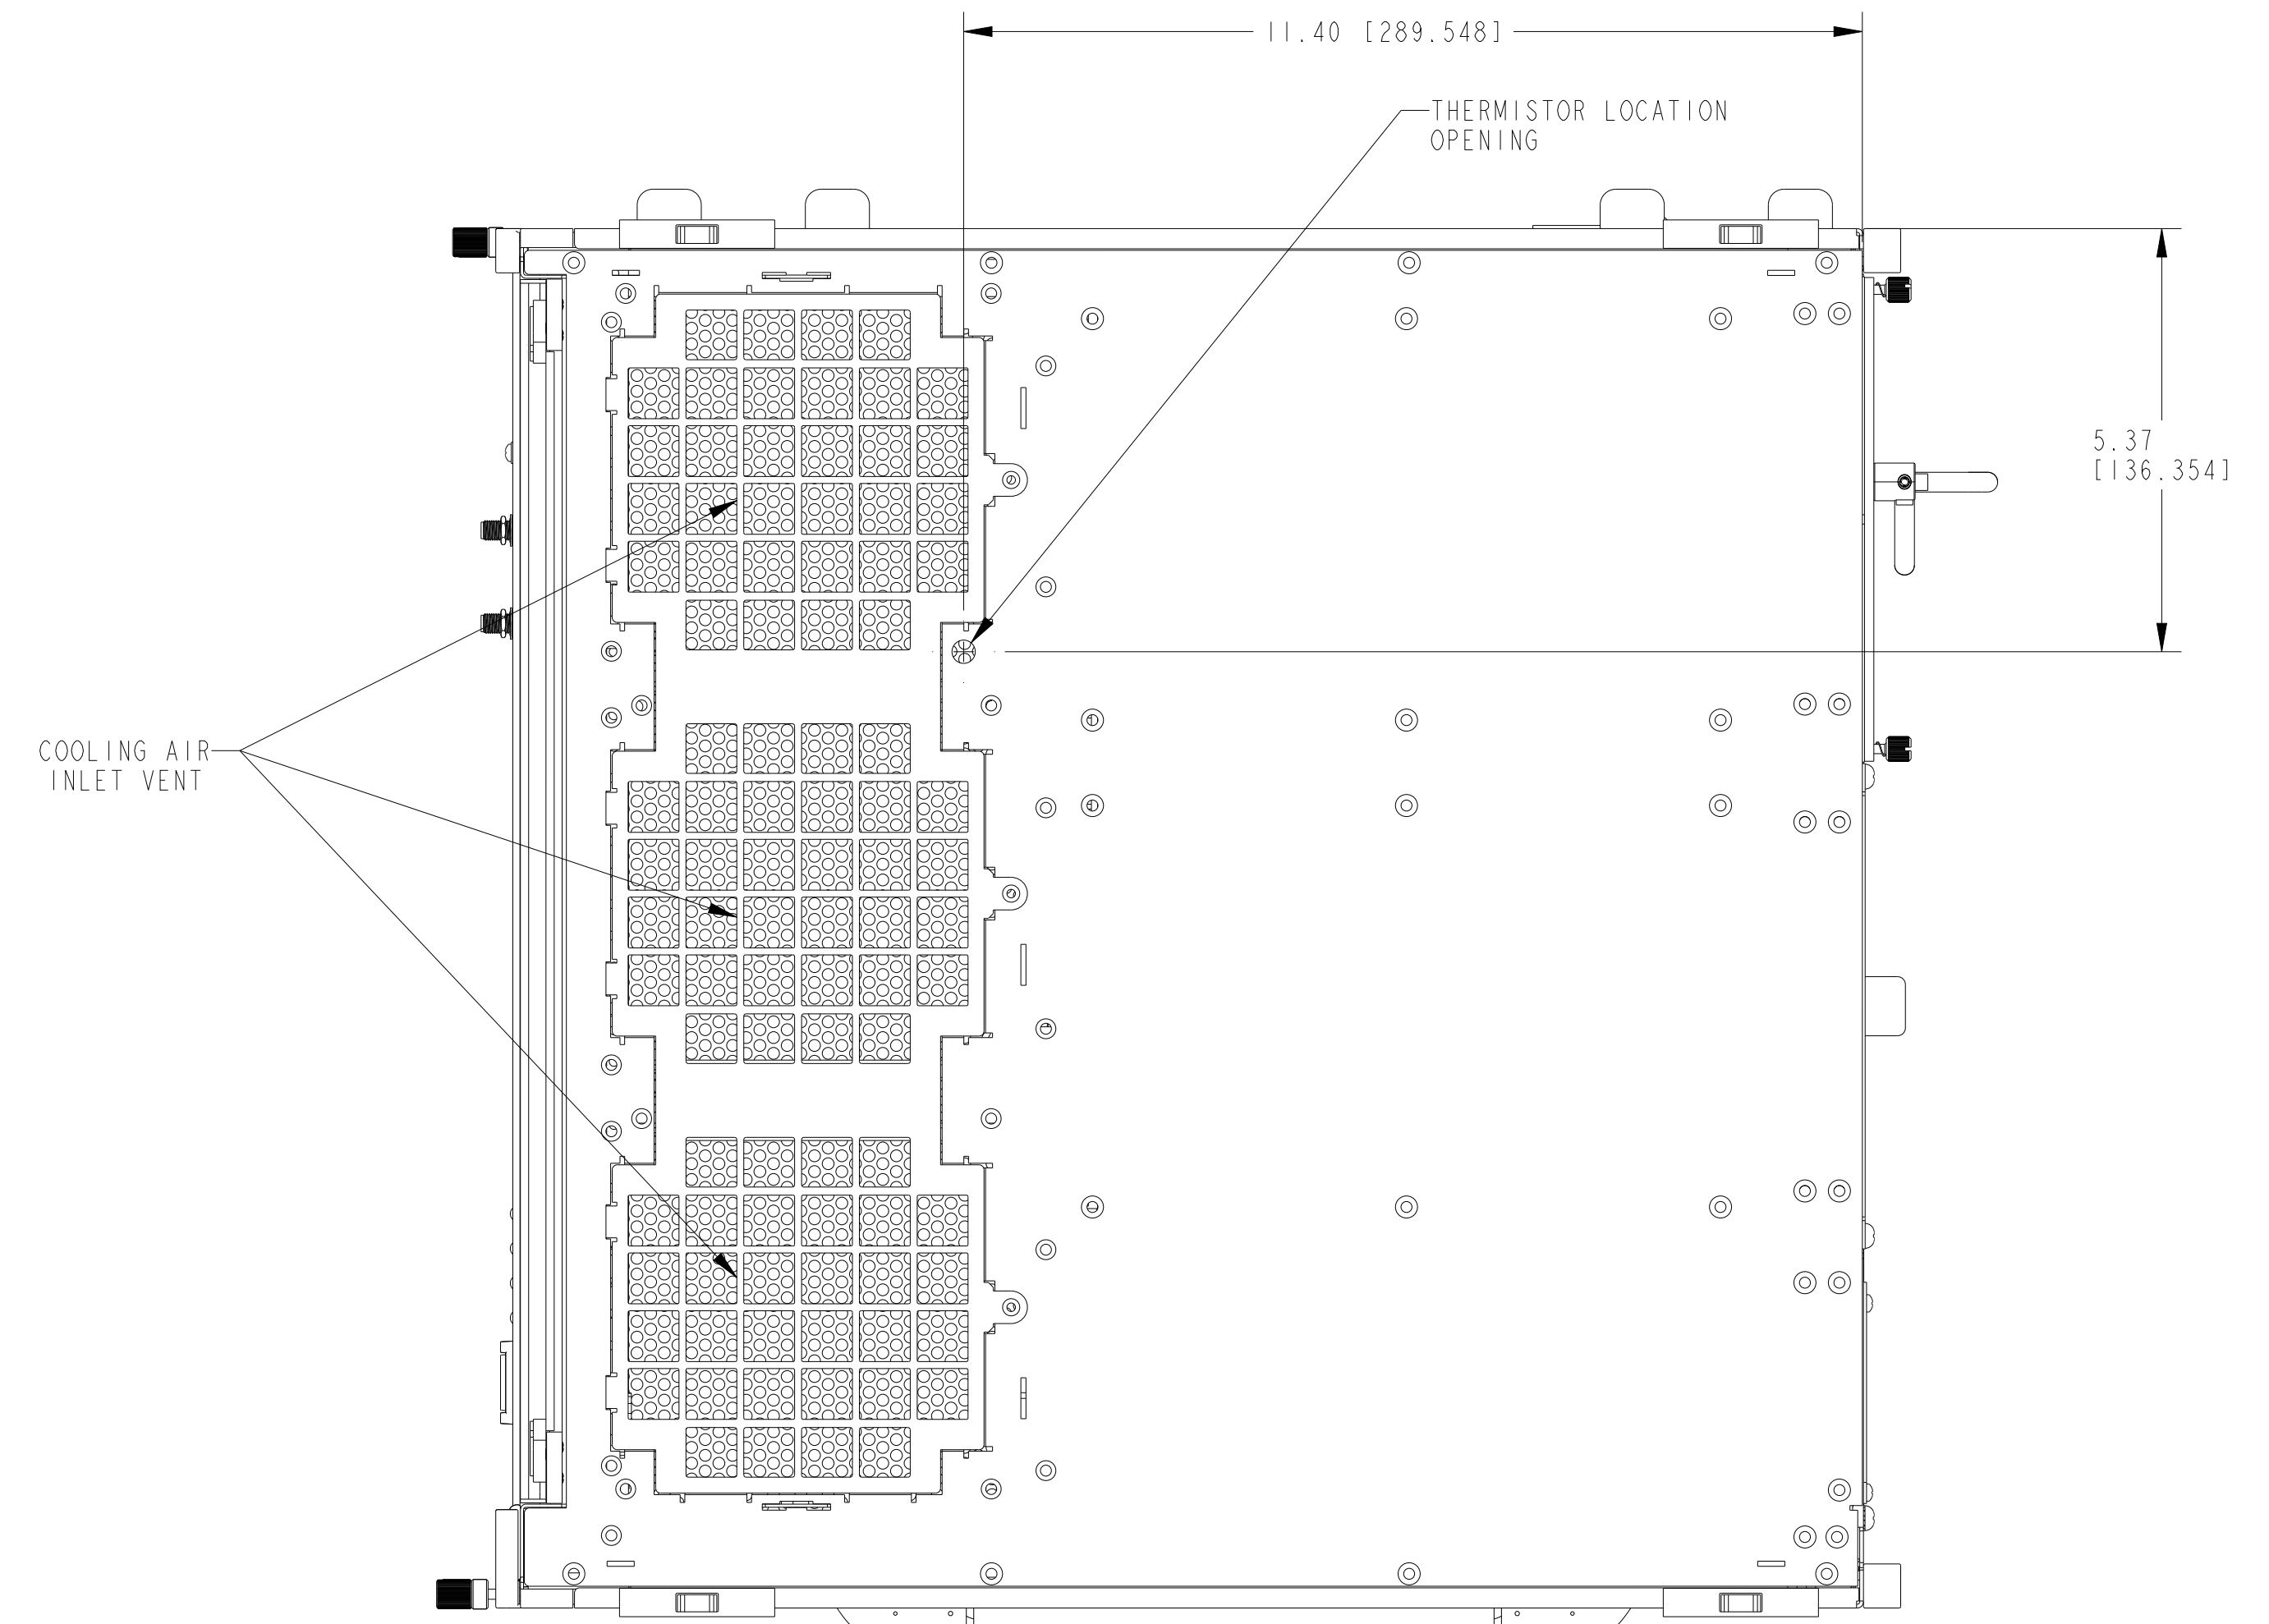 11.40 [289.548]
THERMISTOR LOCATION
OPENING
5.37
[136.354]
COOLING AIR
INLET VENT